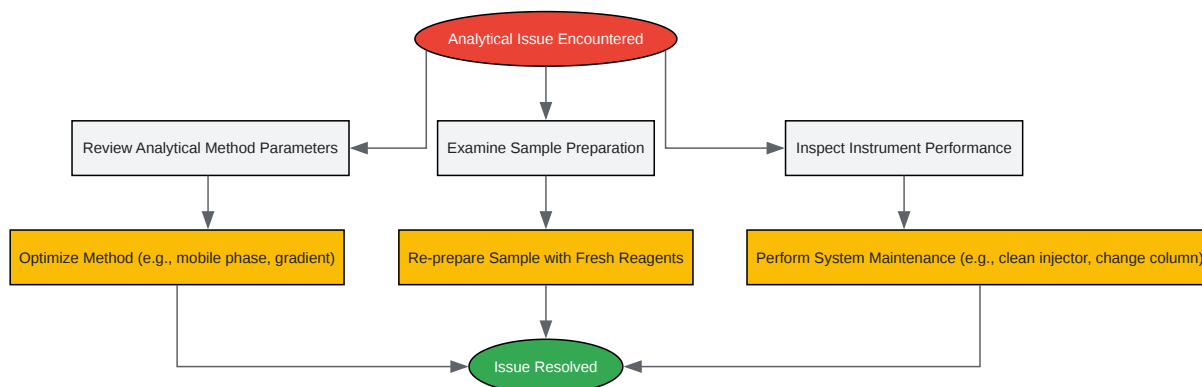 Analytical Issue Encountered
Review Analytical Method Parameters
Examine Sample Preparation
Inspect Instrument Performance
Optimize Method (e.g., mobile phase, gradient)
Re-prepare Sample with Fresh Reagents
Perform System Maintenance (e.g., clean injector, change column)
Issue Resolved